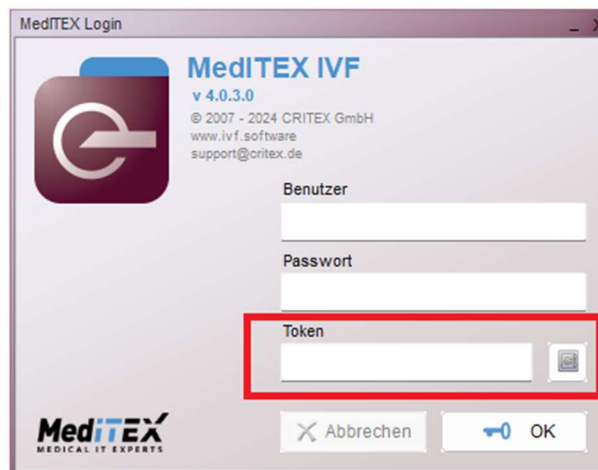 MedITEX Login
MedITEX IVF
v 4.0.3.0
© 2007 - 2024 CRITEX GmbH
www.ivf.software
support@critex.de
Benutzer
Passwort
Token
MediTEX
MEDICAL IT EXPERTS
Abbrechen
OK